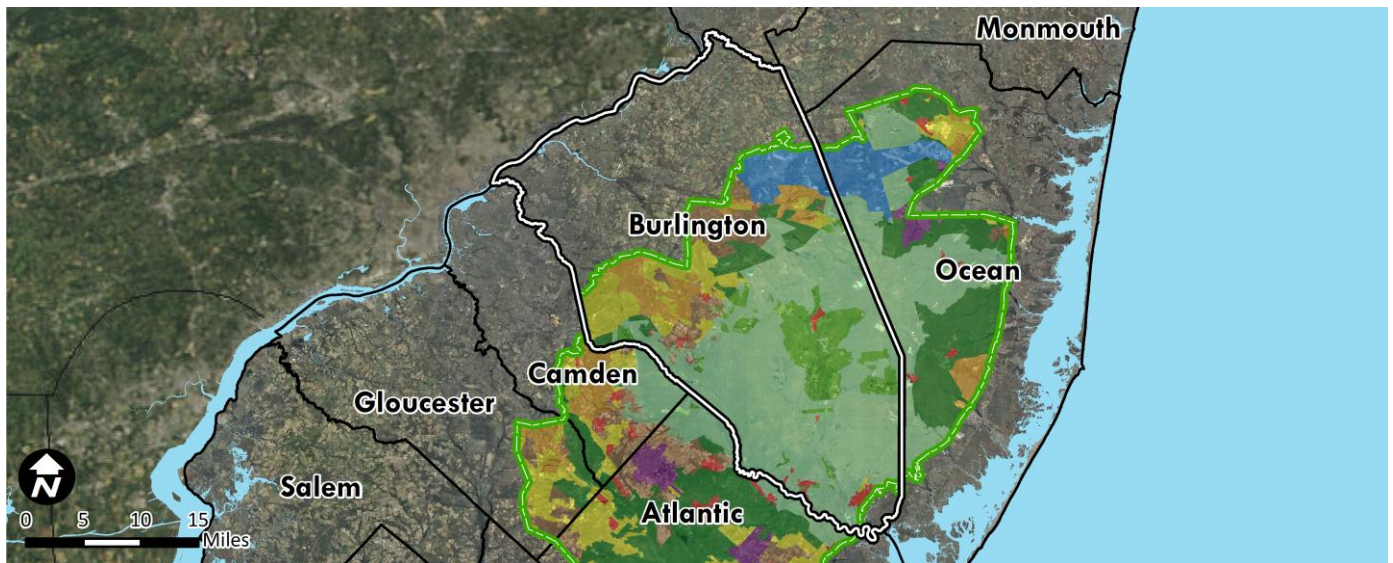 Monmouth
Burlington
Ocean
Camden
Gloucester
Salem
Atlantic
N
0 5 10 15
Miles